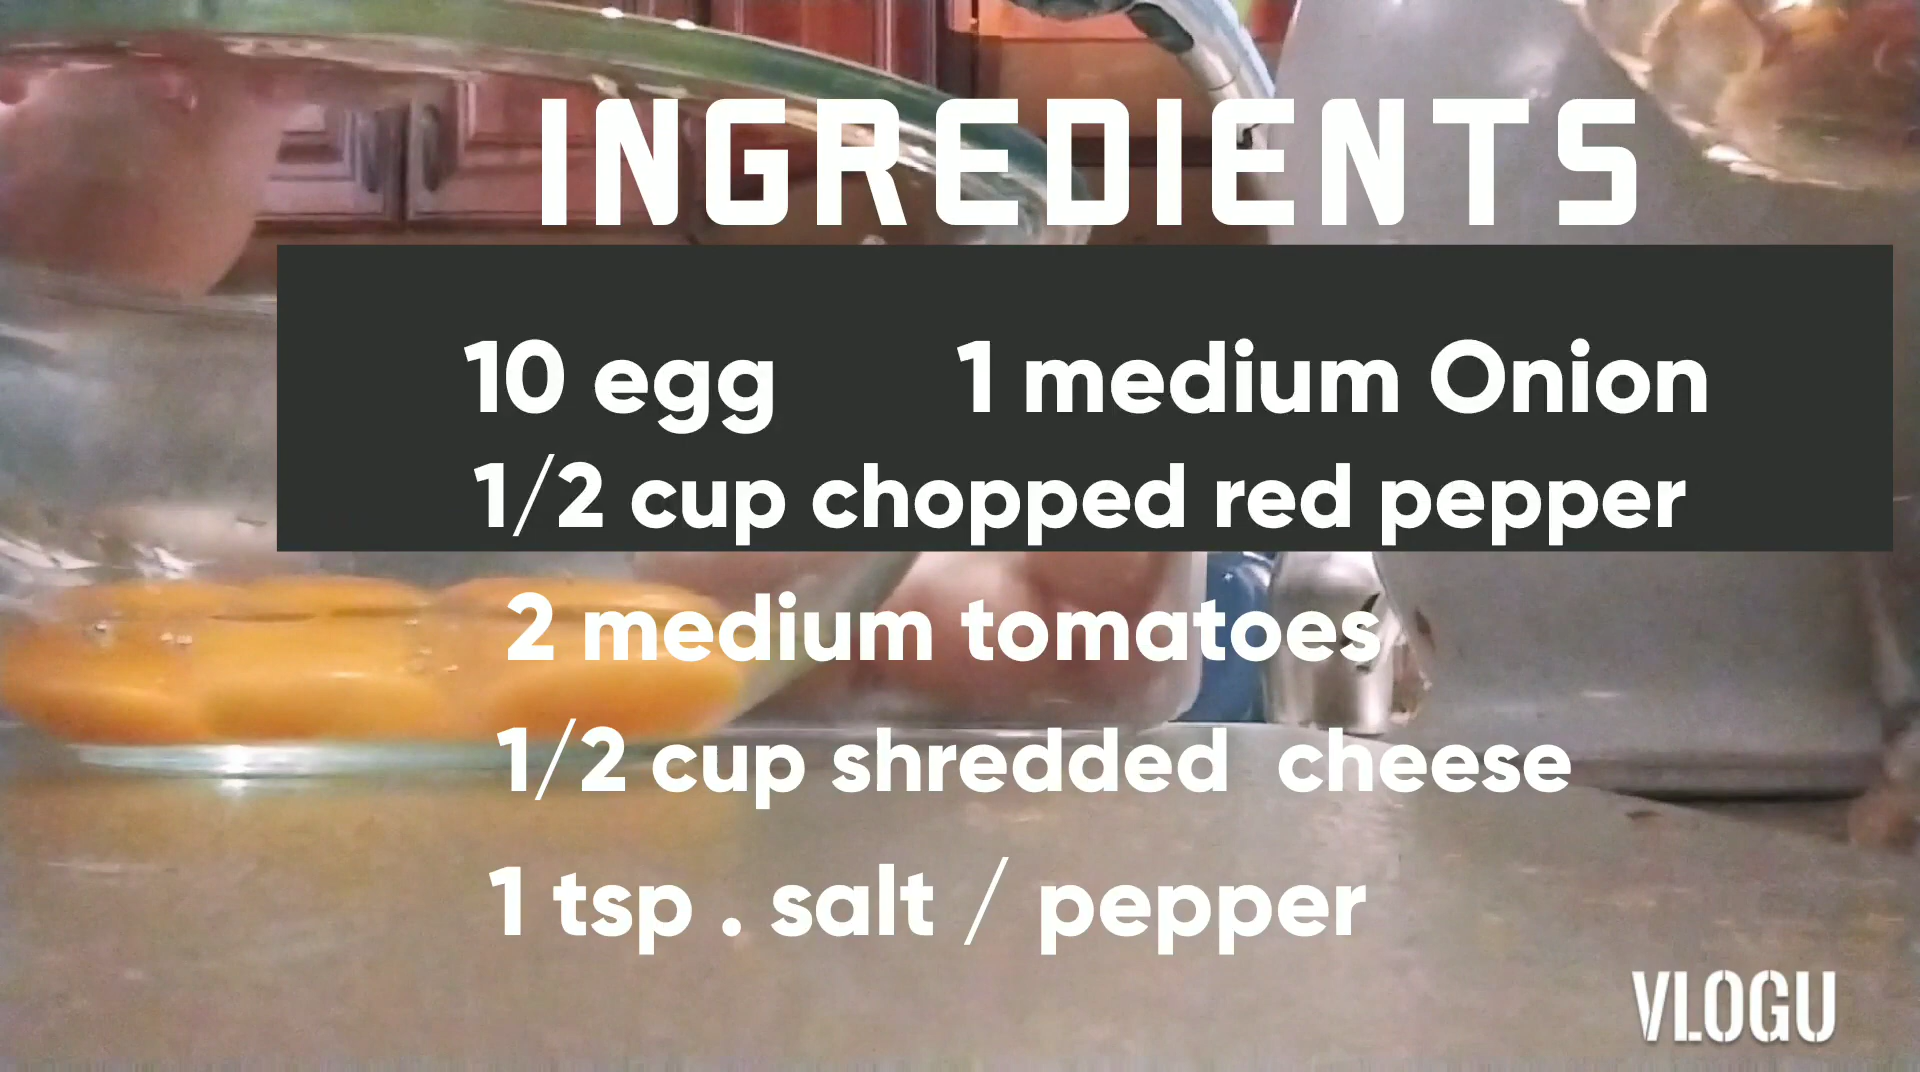 INGREDIENTS
10 egg 1 medium Onion
1/2 cup chopped red pepper
2 medium tomatoes
1/2 cup shredded cheese
1 tsp . salt / pepper
VLOGU